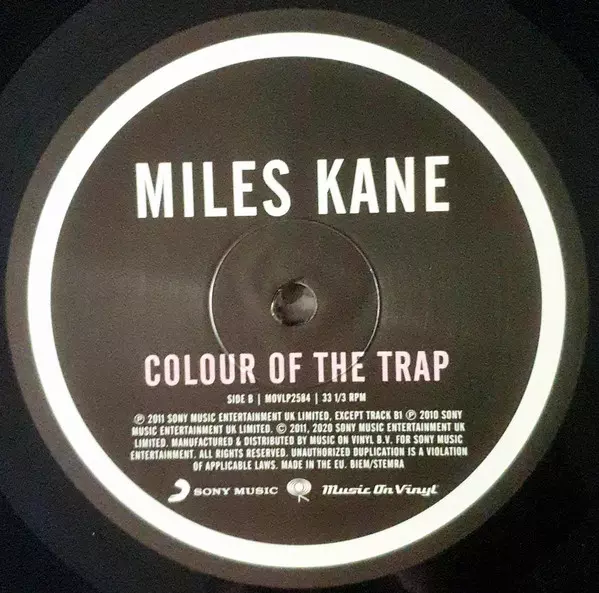 MILES KANE
COLOUR OF THE TRAP
SIDE B | MOVLP2584 | 33 1/3 RPM
℗ 2011 SONY MUSIC ENTERTAINMENT UK LIMITED, EXCEPT TRACK B1 ℗ 2010 SONY
MUSIC ENTERTAINMENT UK LIMITED. © 2011, 2020 SONY MUSIC ENTERTAINMENT UK
LIMITED. MANUFACTURED & DISTRIBUTED BY MUSIC ON VINYL B.V. FOR SONY MUSIC
ENTERTAINMENT. ALL RIGHTS RESERVED. UNAUTHORIZED DUPLICATION IS A VIOLATION
OF APPLICABLE LAWS. MADE IN THE EU. BIEM/STEMRA
SONY MUSIC Music On Vinyl